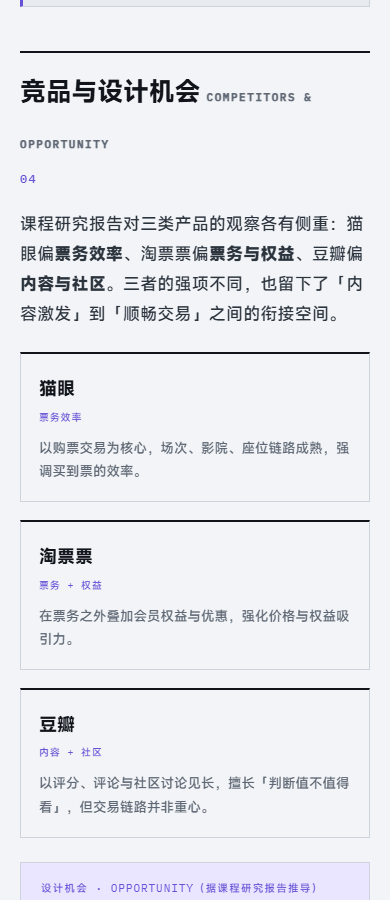 竞品与设计机会 COMPETITORS &
OPPORTUNITY
04
课程研究报告对三类产品的观察各有侧重：猫
眼偏票务效率、淘票票偏票务与权益、豆瓣偏
内容与社区。三者的强项不同，也留下了「内
容激发」到「顺畅交易」之间的衔接空间。
猫眼
票务效率
以购票交易为核心，场次、影院、座位链路成熟，强
调买到票的效率。
淘票票
票务 + 权益
在票务之外叠加会员权益与优惠，强化价格与权益吸
引力。
豆瓣
内容 + 社区
以评分、评论与社区讨论见长，擅长「判断值不值得
看」，但交易链路并非重心。
设计机会 · OPPORTUNITY（据课程研究报告推导）